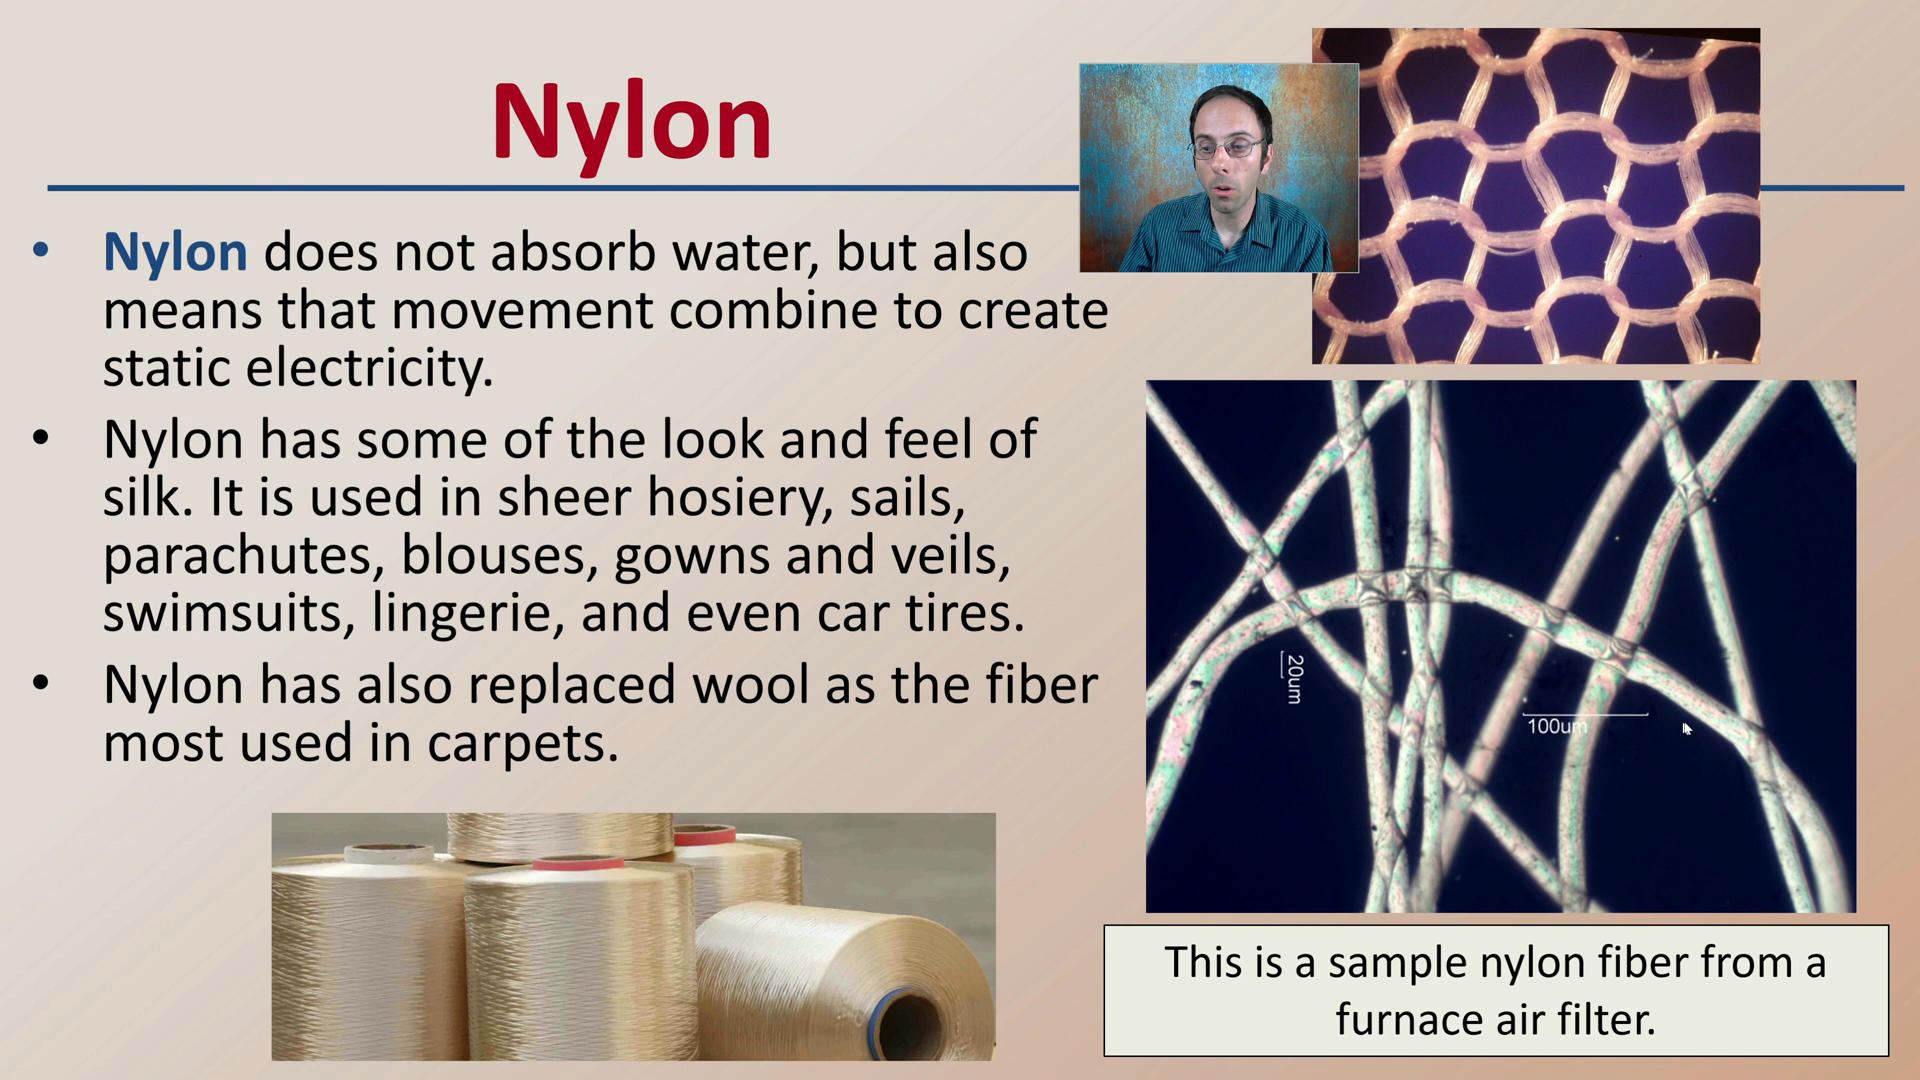 Nylon
• Nylon does not absorb water, but also
means that movement combine to create
static electricity.
• Nylon has some of the look and feel of
silk. It is used in sheer hosiery, sails,
parachutes, blouses, gowns and veils,
swimsuits, lingerie, and even car tires.
• Nylon has also replaced wool as the fiber
most used in carpets.
20um
100um
This is a sample nylon fiber from a
furnace air filter.